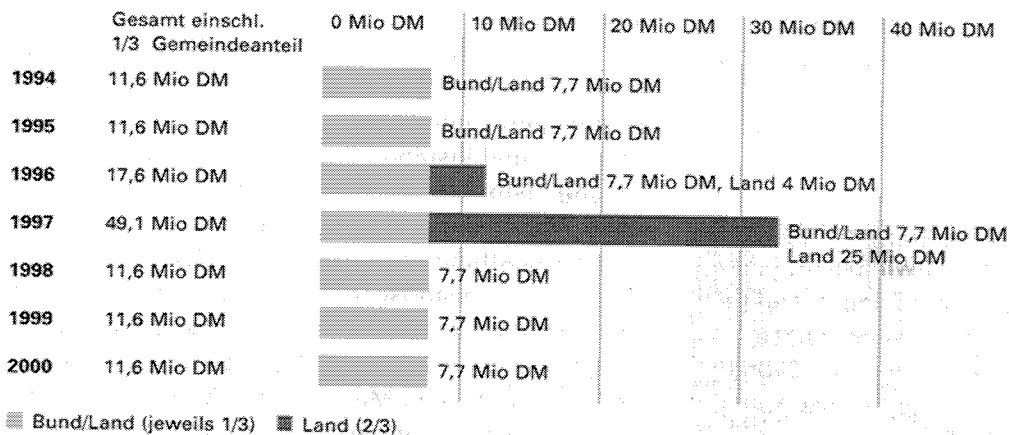 Gesamt einschl. 0 Mio DM 10 Mio DM 20 Mio DM 30 Mio DM 40 Mio DM
1/3 Gemeindeanteil
1994 11,6 Mio DM Bund/Land 7,7 Mio DM
1995 11,6 Mio DM Bund/Land 7,7 Mio DM
1996 17,6 Mio DM Bund/Land 7,7 Mio DM, Land 4 Mio DM
1997 49,1 Mio DM Bund/Land 7,7 Mio DM
Land 25 Mio DM
1998 11,6 Mio DM 7,7 Mio DM
1999 11,6 Mio DM 7,7 Mio DM
2000 11,6 Mio DM 7,7 Mio DM
Bund/Land (jeweils 1/3) Land (2/3)